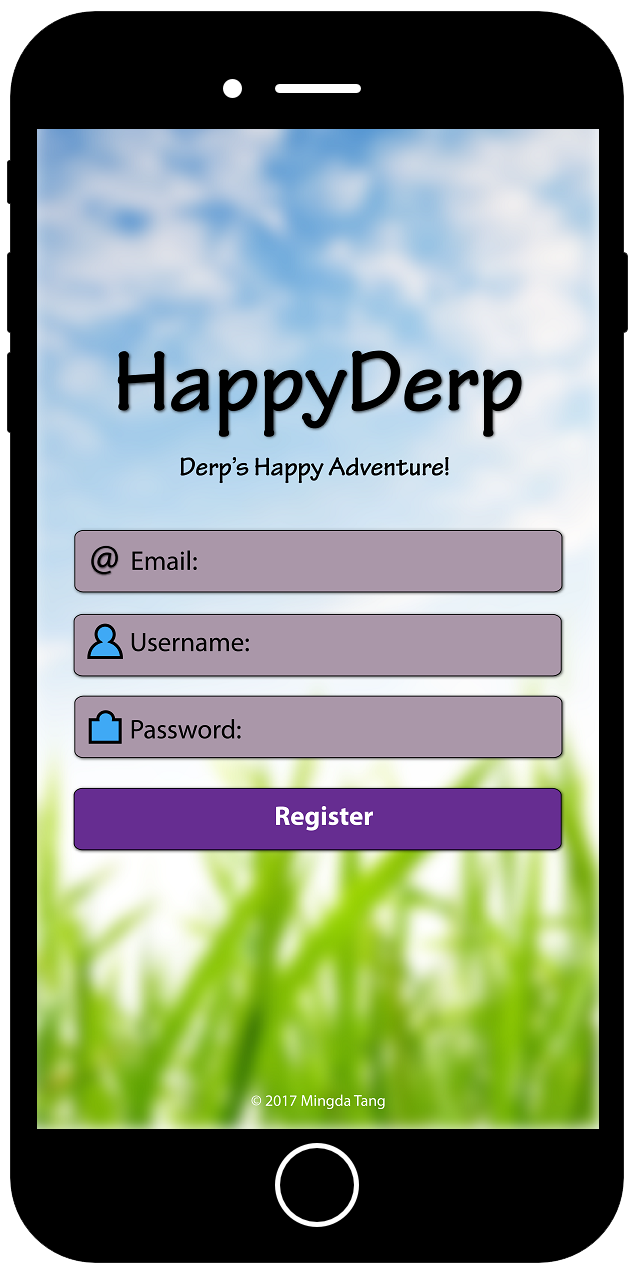 HappyDerp
Derp's Happy Adventure!
@ Email:
Username:
Password:
Register
© 2017 Mingda Tang